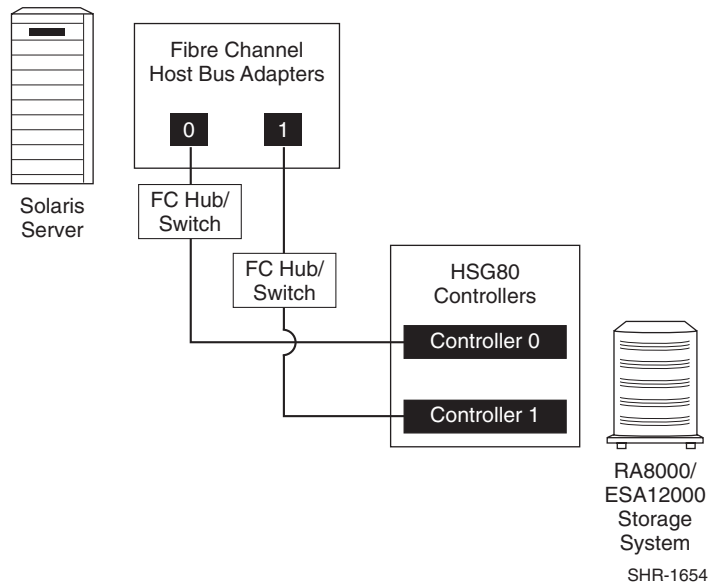 Fibre Channel
Host Bus Adapters
0
1
Solaris
Server
FC Hub/
Switch
FC Hub/
Switch
HSG80
Controllers
Controller 0
Controller 1
RA8000/
ESA12000
Storage
System
SHR-1654